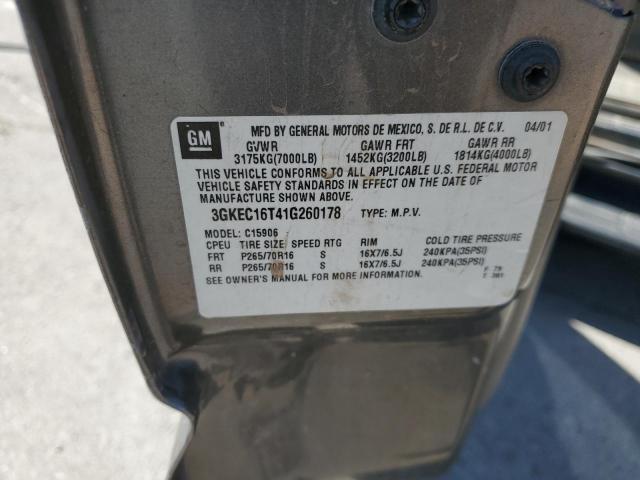 GM
MFD BY GENERAL MOTORS DE MEXICO, S. DE R.L. DE C.V. 04/01
GVWR GAWR FRT GAWR RR
3175KG(7000LB) 1452KG(3200LB) 1814KG(4000LB)
THIS VEHICLE CONFORMS TO ALL APPLICABLE U.S. FEDERAL MOTOR
VEHICLE SAFETY STANDARDS IN EFFECT ON THE DATE OF
MANUFACTURE SHOWN ABOVE.
3GKEC16T41G260178 TYPE: M.P.V.
MODEL: C15906
CPEU TIRE SIZE SPEED RTG RIM COLD TIRE PRESSURE
FRT P265/70R16 S 16X7/6.5J 240KPA(35PSI)
RR P265/70R16 S 16X7/6.5J 240KPA(35PSI)
SEE OWNER'S MANUAL FOR MORE INFORMATION.